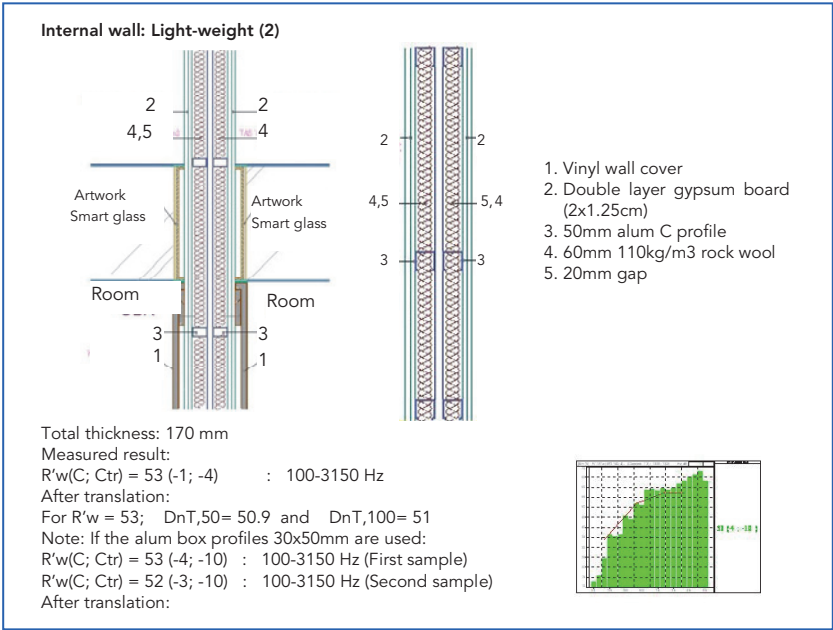 Internal wall: Light-weight (2)
2
2
4,5
4
Artwork
Smart glass
Artwork
Smart glass
Room
Room
3
3
1
1
2
2
4,5
5,4
3
3
1. Vinyl wall cover
2. Double layer gypsum board
(2x1.25cm)
3. 50mm alum C profile
4. 60mm 110kg/m3 rock wool
5. 20mm gap
Total thickness: 170 mm
Measured result:
R'w(C; Ctr) = 53 (-1; -4) : 100-3150 Hz
After translation:
For R'w = 53; DnT,50= 50.9 and DnT,100= 51
Note: If the alum box profiles 30x50mm are used:
R'w(C; Ctr) = 53 (-4; -10) : 100-3150 Hz (First sample)
R'w(C; Ctr) = 52 (-3; -10) : 100-3150 Hz (Second sample)
After translation:
53 (-4 ; -10 )